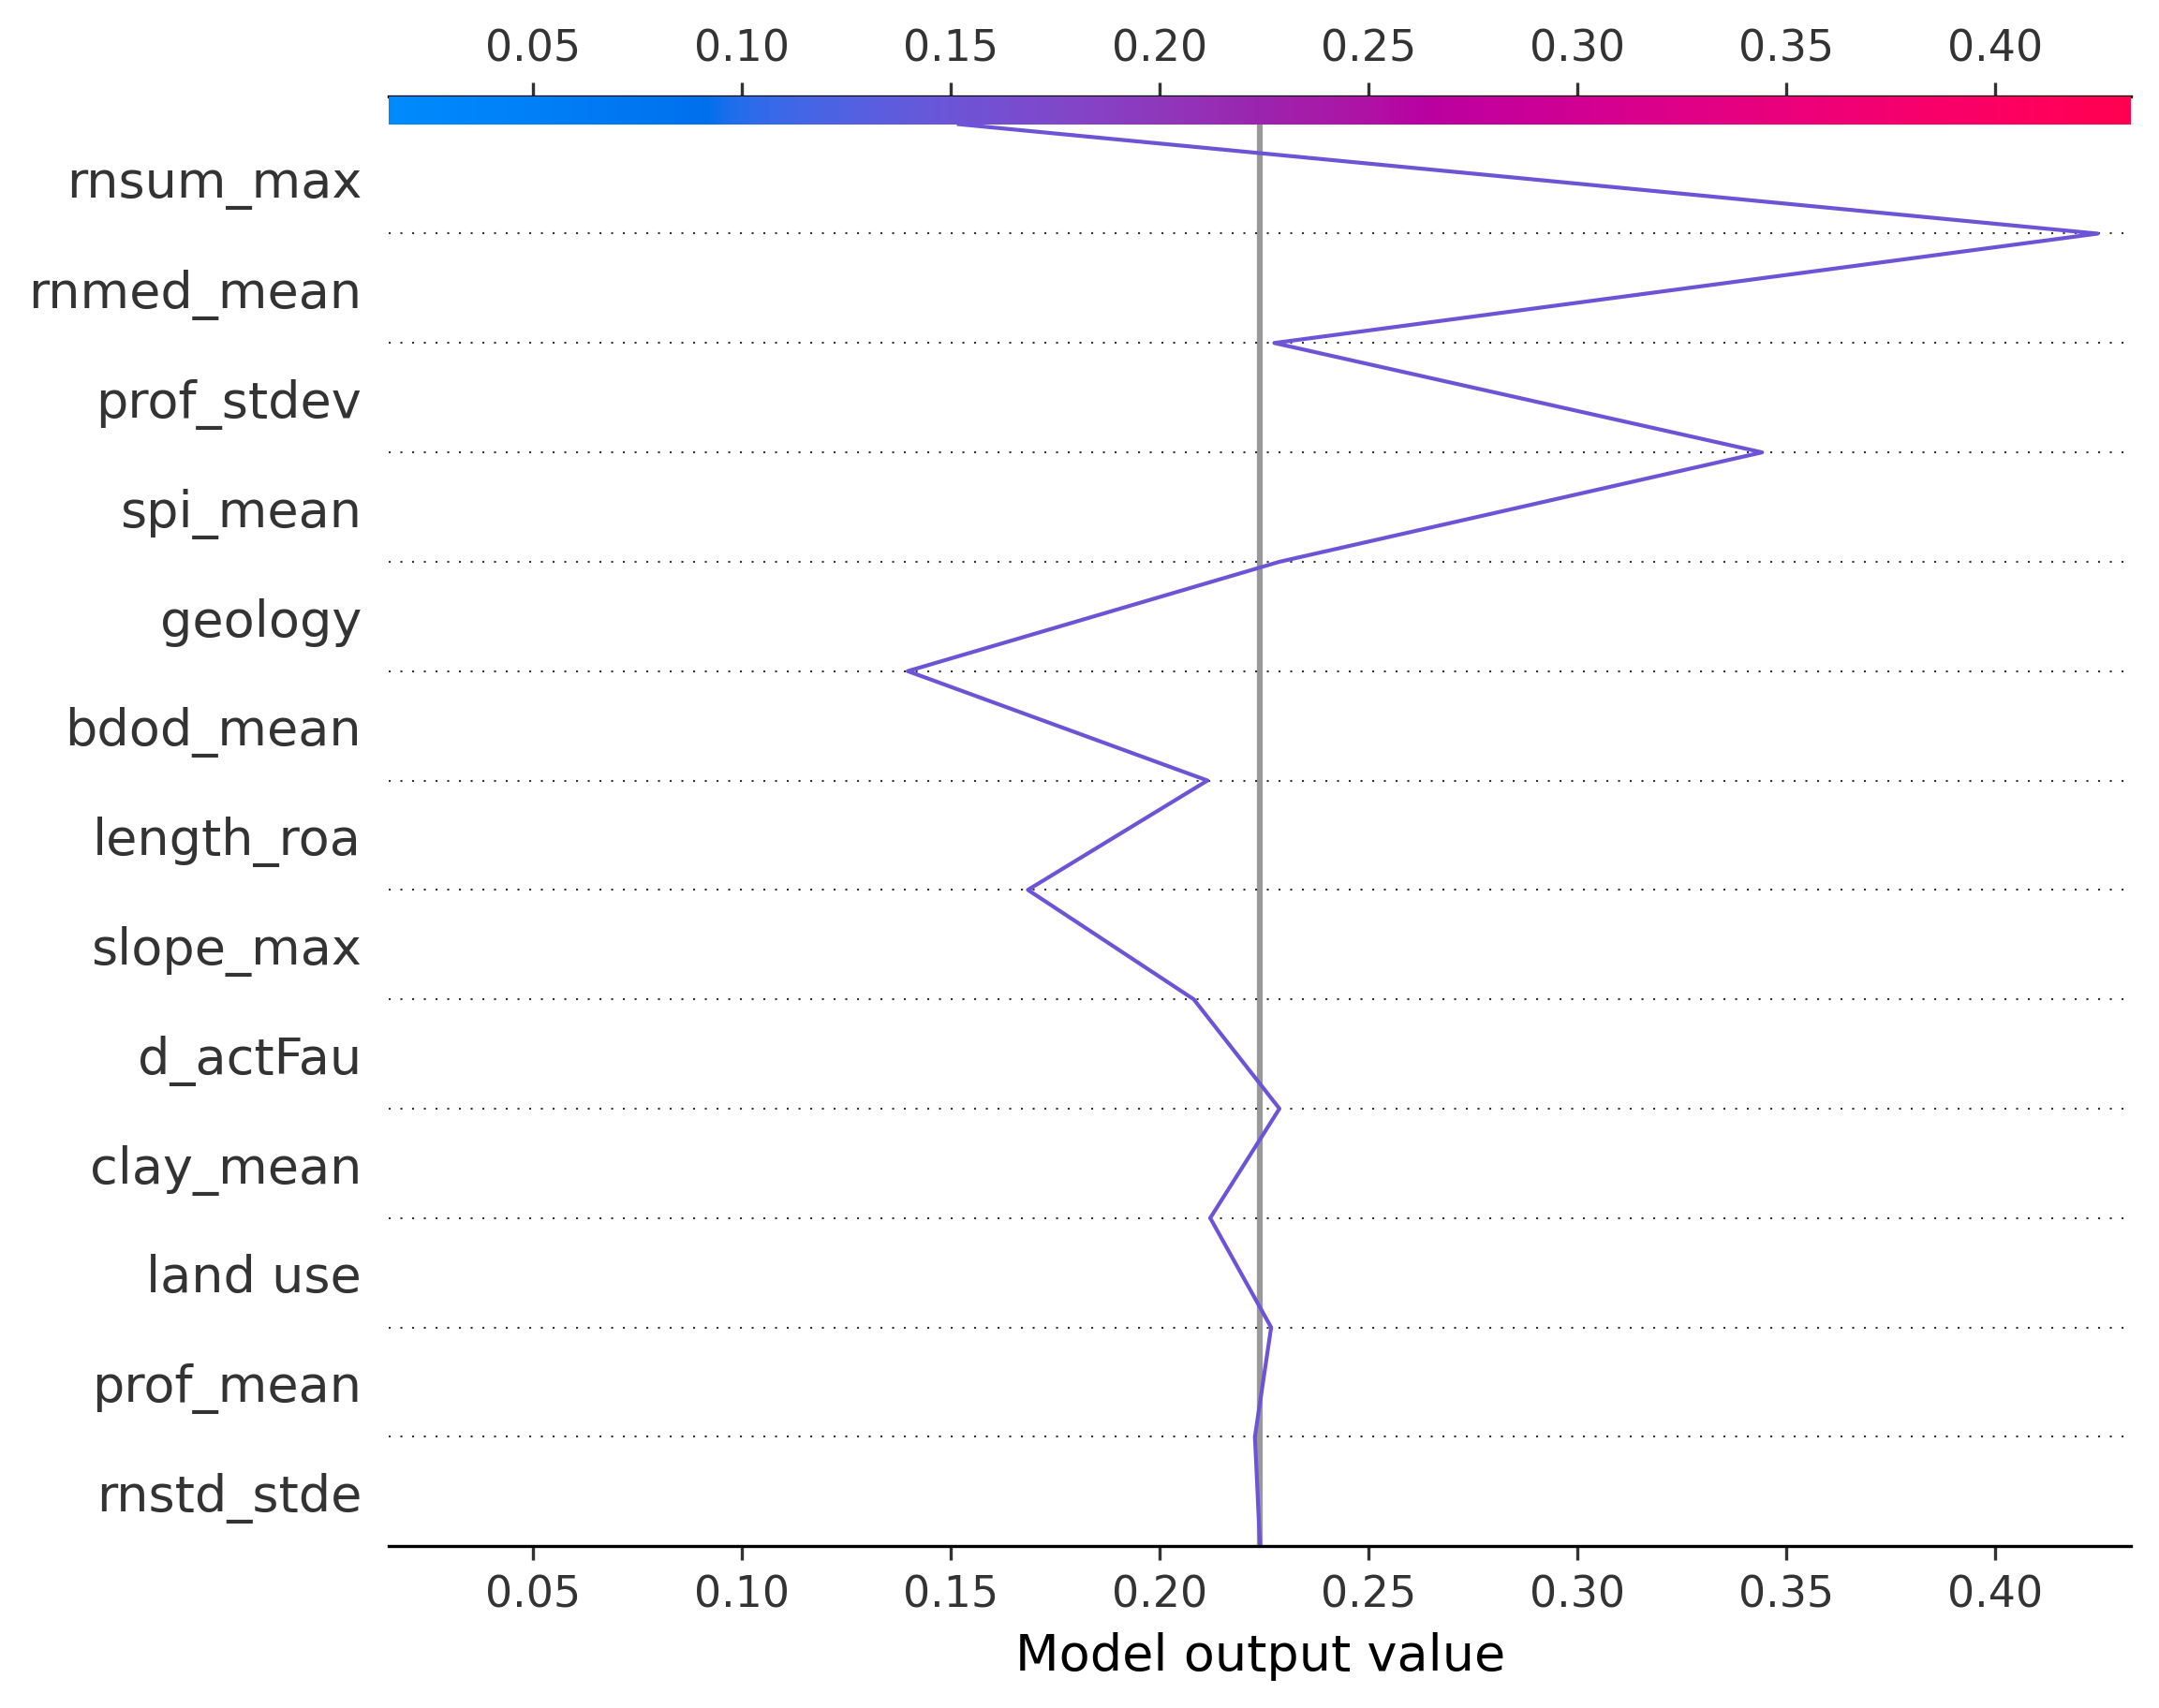 0.05 0.10 0.15 0.20 0.25 0.30 0.35 0.40
rnsum_max
rnmed_mean
prof_stdev
spi_mean
geology
bdod_mean
length_roa
slope_max
d_actFau
clay_mean
land use
prof_mean
rnstd_stde
0.05 0.10 0.15 0.20 0.25 0.30 0.35 0.40
Model output value